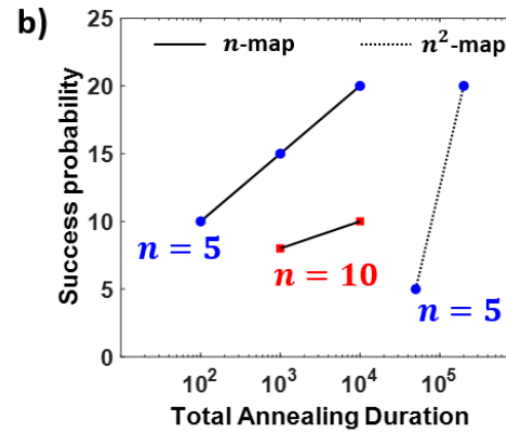 b)
25
20
15
10
5
0
Success probability
n-map
n²-map
n = 5
n = 10
n = 5
10² 10³ 10⁴ 10⁵
Total Annealing Duration